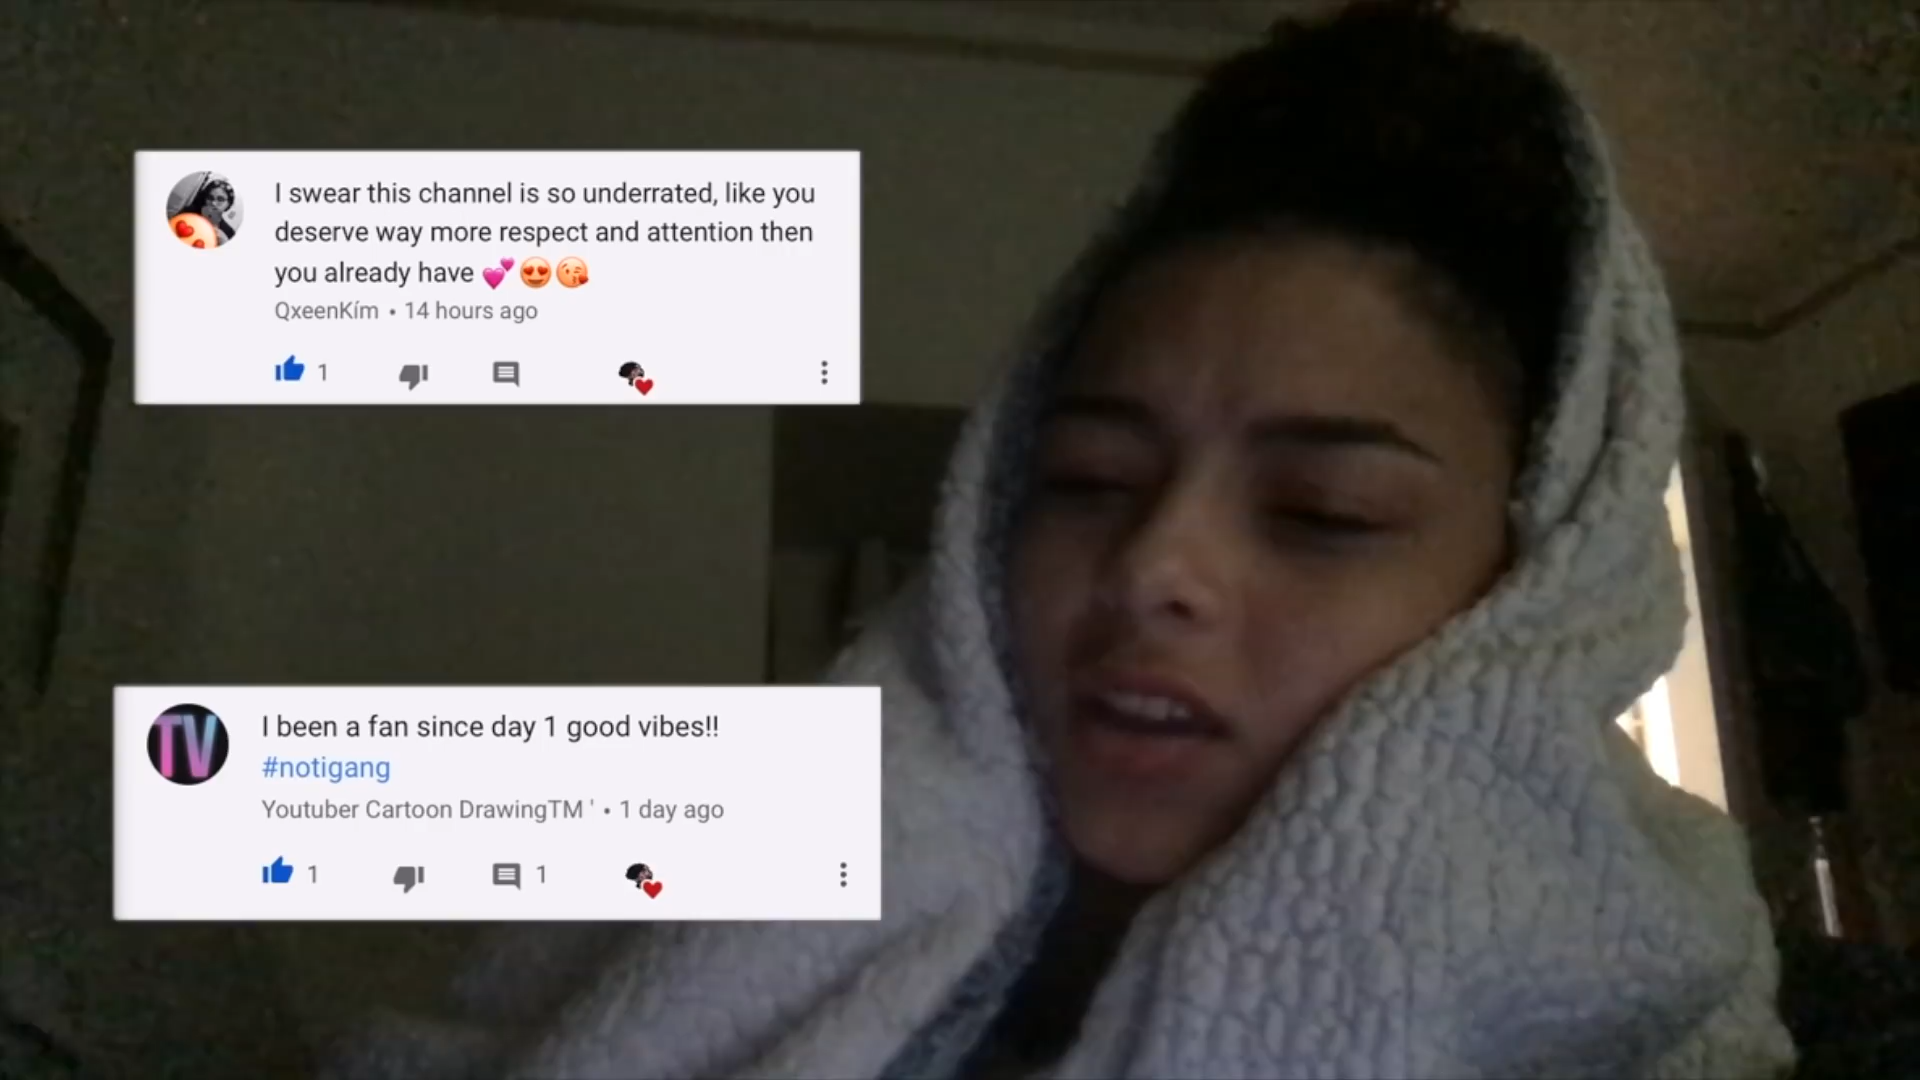 I swear this channel is so underrated, like you
deserve way more respect and attention then
you already have 💕😍😘
QxeenKím • 14 hours ago
1
TV
I been a fan since day 1 good vibes!!
#notigang
Youtuber Cartoon DrawingTM ' • 1 day ago
1 1